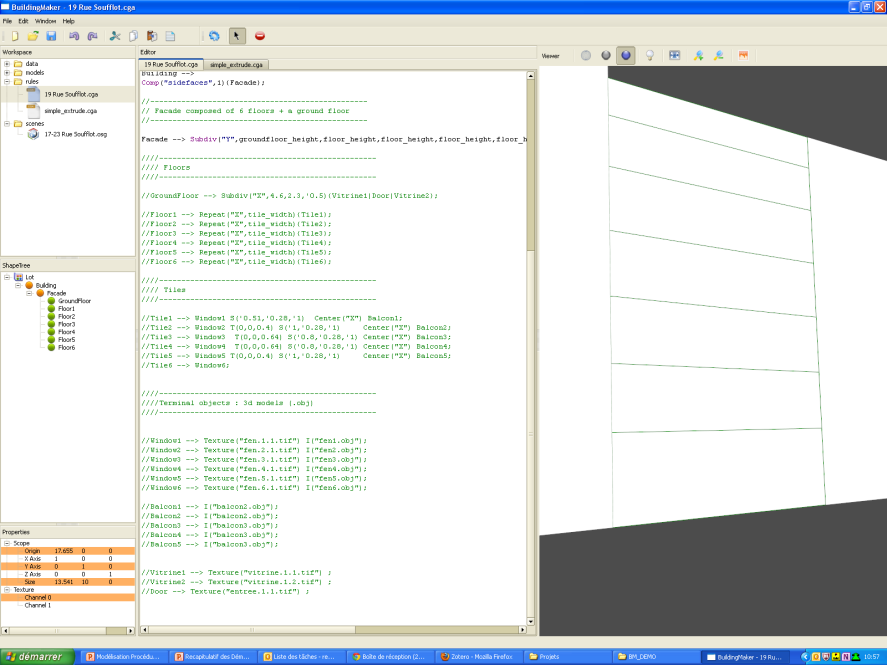 BuildingMaker - 19 Rue Soufflot.cga
File Edit Window Help
Workspace
data
models
rules
19 Rue Soufflot.cga
simple_extrude.cga
scenes
17-23 Rue Soufflot.osg
ShapeTree
Lot
Building
Facade
GroundFloor
Floor1
Floor2
Floor3
Floor4
Floor5
Floor6
Properties
Scope
Origin 17.655 0 0
X Axis 1 0 0
Y Axis 0 1 0
Z Axis 0 0 1
Size 13.541 10 0
Texture
Channel 0
Channel 1
Editor
19 Rue Soufflot.cga simple_extrude.cga
Building -->
Comp("sidefaces",1)(Facade);
//-------------------------------------------------
// Facade composed of 6 floors + a ground floor
//-------------------------------------------------
Facade --> Subdiv("Y",groundfloor_height,floor_height,floor_height,floor_height,floor_h
////-------------------------------------------------
//// Floors
////-------------------------------------------------
//GroundFloor --> Subdiv("X",4.6,2.3,'0.5)(Vitrine1|Door|Vitrine2);
//Floor1 --> Repeat("X",tile_width)(Tile1);
//Floor2 --> Repeat("X",tile_width)(Tile2);
//Floor3 --> Repeat("X",tile_width)(Tile3);
//Floor4 --> Repeat("X",tile_width)(Tile4);
//Floor5 --> Repeat("X",tile_width)(Tile5);
//Floor6 --> Repeat("X",tile_width)(Tile6);
////-------------------------------------------------
//// Tiles
////-------------------------------------------------
//Tile1 --> Window1 S('0.51,'0.28,'1) Center("X") Balcon1;
//Tile2 --> Window2 T(0,0,0.4) S('1,'0.28,'1) Center("X") Balcon2;
//Tile3 --> Window3 T(0,0,0.64) S('0.8,'0.28,'1) Center("X") Balcon3;
//Tile4 --> Window4 T(0,0,0.64) S('0.8,'0.28,'1) Center("X") Balcon4;
//Tile5 --> Window5 T(0,0,0.4) S('1,'0.28,'1) Center("X") Balcon5;
//Tile6 --> Window6;
////-------------------------------------------------
////Terminal objects : 3d models (.obj)
////-------------------------------------------------
//Window1 --> Texture("fen.1.1.tif") I("fen1.obj");
//Window2 --> Texture("fen.2.1.tif") I("fen2.obj");
//Window3 --> Texture("fen.3.1.tif") I("fen3.obj");
//Window4 --> Texture("fen.4.1.tif") I("fen4.obj");
//Window5 --> Texture("fen.5.1.tif") I("fen5.obj");
//Window6 --> Texture("fen.6.1.tif") I("fen6.obj");
//Balcon1 --> I("balcon2.obj");
//Balcon2 --> I("balcon2.obj");
//Balcon3 --> I("balcon3.obj");
//Balcon4 --> I("balcon3.obj");
//Balcon5 --> I("balcon3.obj");
//Vitrine1 --> Texture("vitrine.1.1.tif") ;
//Vitrine2 --> Texture("vitrine.1.2.tif") ;
//Door --> Texture("entree.1.1.tif") ;
Viewer
démarrer
Modélisation Procédu...
Recapitulatif des Dém...
Liste des tâches - re...
Boîte de réception (2...
Zotero - Mozilla Firefox
Projets
BM_DEMO
BuildingMaker - 19 Ru...
10:57